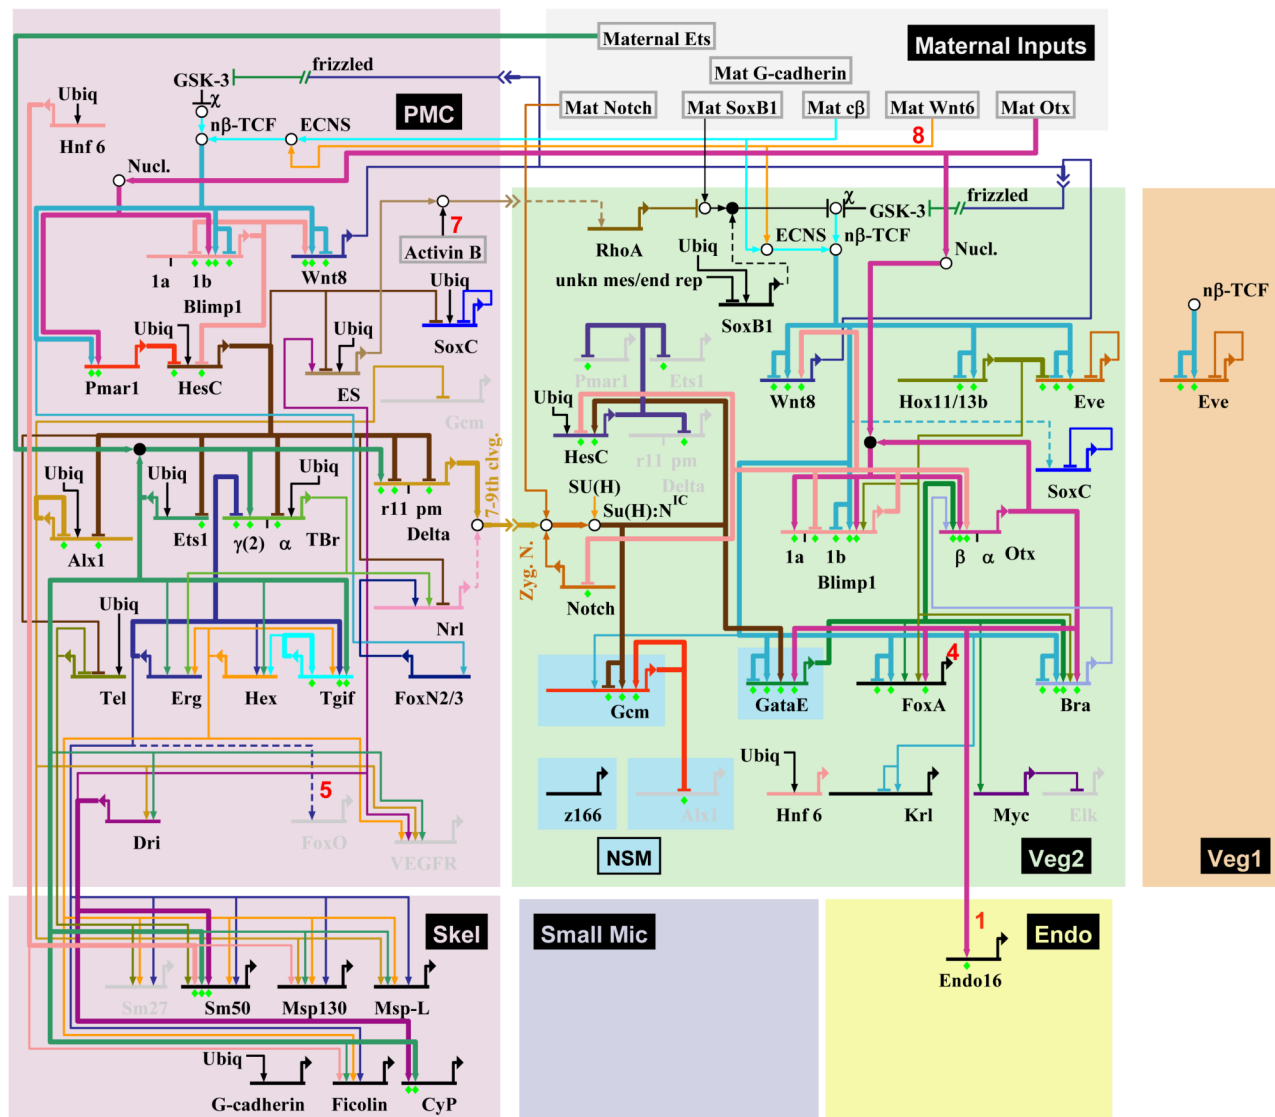 Maternal Ets
Maternal Inputs
Mat G-cadherin
Mat Notch
Mat SoxB1
Mat cβ
Mat Wnt6
Mat Otx
8
PMC
GSK-3
frizzled
χ
nβ-TCF
ECNS
Ubiq
Hnf 6
Nucl.
1a
1b
Blimp1
Wnt8
7
Activin B
Ubiq
SoxC
Ubiq
Pmar1
HesC
Ubiq
ES
Gcm
Ubiq
Alx1
Ubiq
Ets1
γ(2)
α
TBr
Ubiq
r11 pm
Delta
7-9th clvg.
Nrl
Ubiq
Tel
Erg
Hex
Tgif
FoxN2/3
5
Dri
FoxO
VEGFR
χ
GSK-3
frizzled
RhoA
ECNS
nβ-TCF
Ubiq
unkn mes/end rep
SoxB1
Nucl.
Pmar1
Ets1
Wnt8
Hox11/13b
Eve
Ubiq
HesC
r11 pm
Delta
SoxC
SU(H)
Su(H):N
IC
Zyg. N.
Notch
1a
1b
Blimp1
β
α
Otx
Gcm
GataE
4
FoxA
Bra
z166
Alx1
Ubiq
Hnf 6
Krl
Myc
Elk
NSM
Veg2
nβ-TCF
Eve
Veg1
Skel
Sm27
Sm50
Msp130
Msp-L
Ubiq
G-cadherin
Ficolin
CyP
Small Mic
Endo
1
Endo16